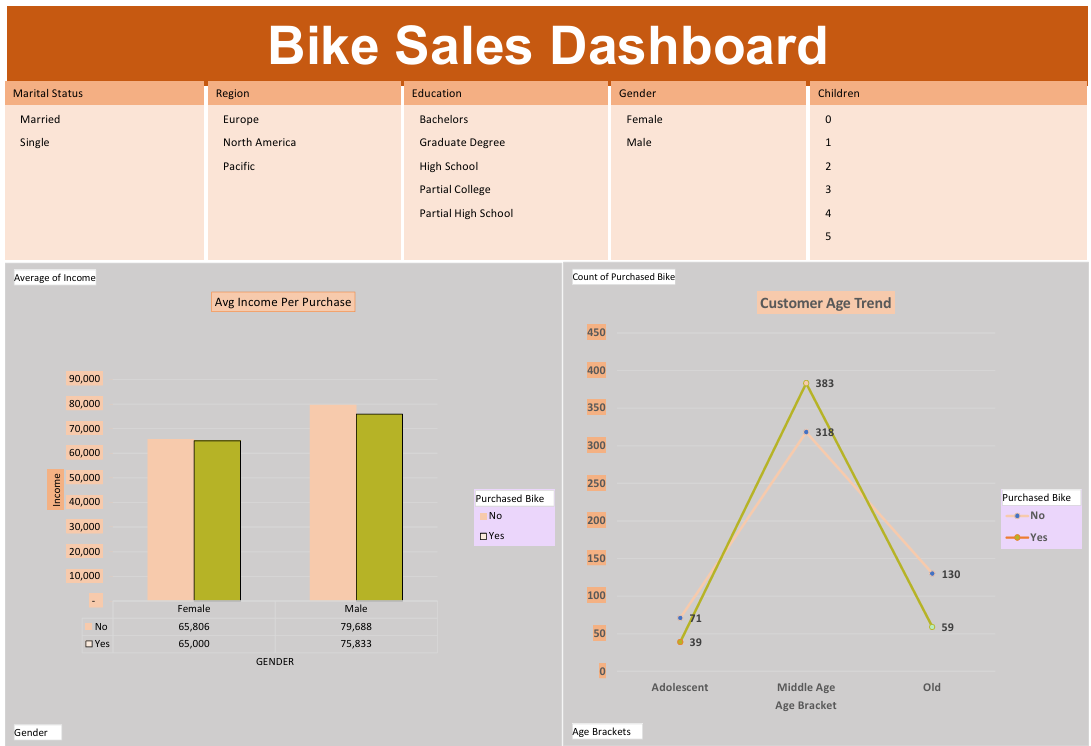 Bike Sales Dashboard
Marital Status
Married
Single
Region
Europe
North America
Pacific
Education
Bachelors
Graduate Degree
High School
Partial College
Partial High School
Gender
Female
Male
Children
0
1
2
3
4
5
Average of Income
Avg Income Per Purchase
Income
90,000
80,000
70,000
60,000
50,000
40,000
30,000
20,000
10,000
-
Female Male
No 65,806 79,688
Yes 65,000 75,833
GENDER
Purchased Bike
No
Yes
Gender
Count of Purchased Bike
Customer Age Trend
450
400
350
300
250
200
150
100
50
0
383
318
130
71
59
39
Adolescent Middle Age Old
Age Bracket
Purchased Bike
No
Yes
Age Brackets